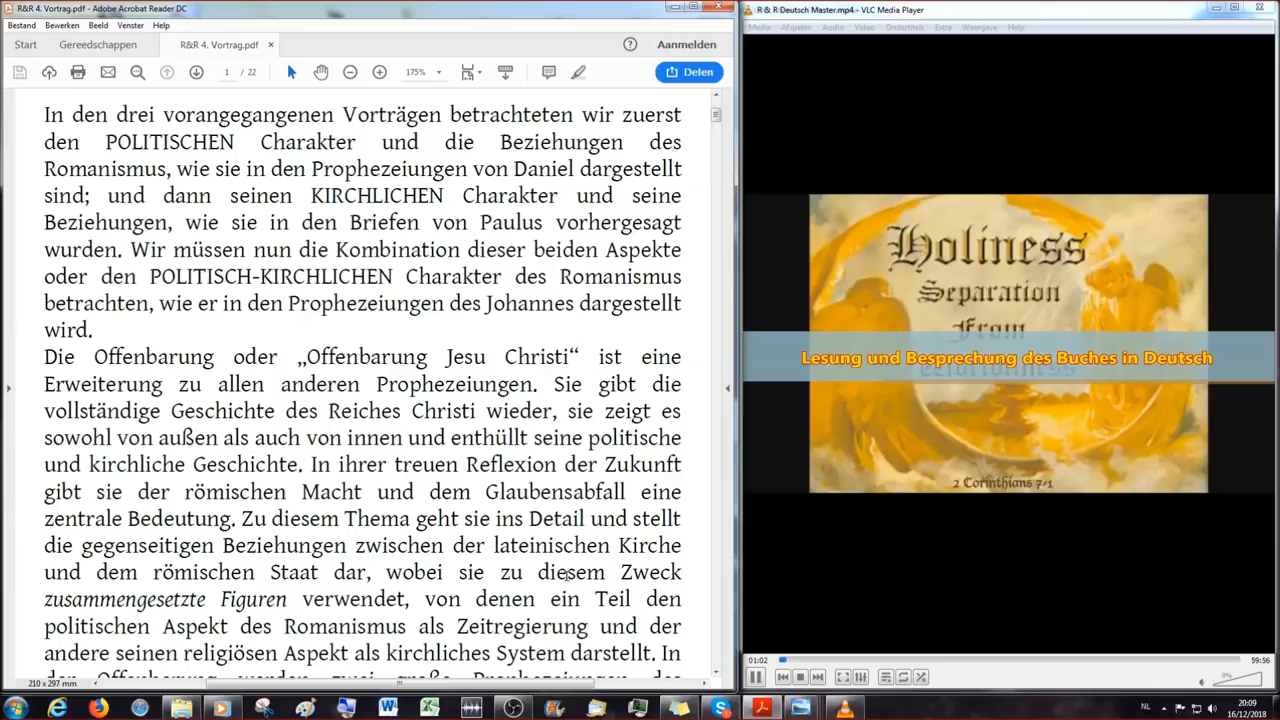 R&R 4. Vortrag.pdf - Adobe Acrobat Reader DC
Bestand Bewerken Beeld Venster Help
Start Gereedschappen R&R 4. Vortrag.pdf × Aanmelden
1 / 22 175% Delen
In den drei vorangegangenen Vorträgen betrachteten wir zuerst
den POLITISCHEN Charakter und die Beziehungen des
Romanismus, wie sie in den Prophezeiungen von Daniel dargestellt
sind; und dann seinen KIRCHLICHEN Charakter und seine
Beziehungen, wie sie in den Briefen von Paulus vorhergesagt
wurden. Wir müssen nun die Kombination dieser beiden Aspekte
oder den POLITISCH-KIRCHLICHEN Charakter des Romanismus
betrachten, wie er in den Prophezeiungen des Johannes dargestellt
wird.
Die Offenbarung oder „Offenbarung Jesu Christi“ ist eine
Erweiterung zu allen anderen Prophezeiungen. Sie gibt die
vollständige Geschichte des Reiches Christi wieder, sie zeigt es
sowohl von außen als auch von innen und enthüllt seine politische
und kirchliche Geschichte. In ihrer treuen Reflexion der Zukunft
gibt sie der römischen Macht und dem Glaubensabfall eine
zentrale Bedeutung. Zu diesem Thema geht sie ins Detail und stellt
die gegenseitigen Beziehungen zwischen der lateinischen Kirche
und dem römischen Staat dar, wobei sie zu diesem Zweck
zusammengesetzte Figuren verwendet, von denen ein Teil den
politischen Aspekt des Romanismus als Zeitregierung und der
andere seinen religiösen Aspekt als kirchliches System darstellt. In
210 x 297 mm
R & R Deutsch Master.mp4 - VLC Media Player
Media Afspelen Audio Video Ondertitels Extra Weergave Help
Holiness
Separation
From
Lesung und Besprechung des Buches in Deutsch
2 Corinthians 7:1
01:02 59:56
0%
NL 20:09
16/12/2018